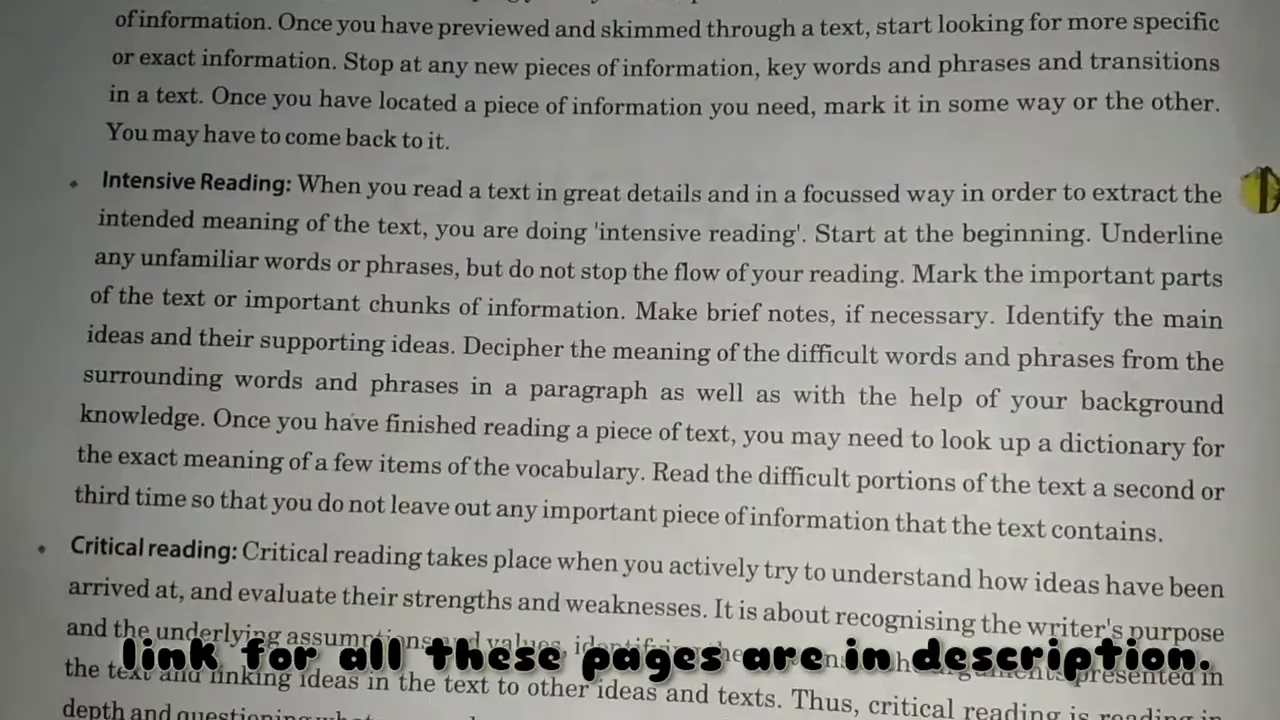 of information. Once you have previewed and skimmed through a text, start looking for more specific
or exact information. Stop at any new pieces of information, key words and phrases and transitions
in a text. Once you have located a piece of information you need, mark it in some way or the other.
You may have to come back to it.
Intensive Reading: When you read a text in great details and in a focussed way in order to extract the
intended meaning of the text, you are doing 'intensive reading'. Start at the beginning. Underline
any unfamiliar words or phrases, but do not stop the flow of your reading. Mark the important parts
of the text or important chunks of information. Make brief notes, if necessary. Identify the main
ideas and their supporting ideas. Decipher the meaning of the difficult words and phrases from the
surrounding words and phrases in a paragraph as well as with the help of your background
knowledge. Once you have finished reading a piece of text, you may need to look up a dictionary for
the exact meaning of a few items of the vocabulary. Read the difficult portions of the text a second or
third time so that you do not leave out any important piece of information that the text contains.
Critical reading: Critical reading takes place when you actively try to understand how ideas have been
arrived at, and evaluate their strengths and weaknesses. It is about recognising the writer's purpose
and the underlying assumptions and values, presented in
link for all these pages are in description.
the text and linking ideas in the text to other ideas and texts. Thus, critical reading is reading in
depth and questioning